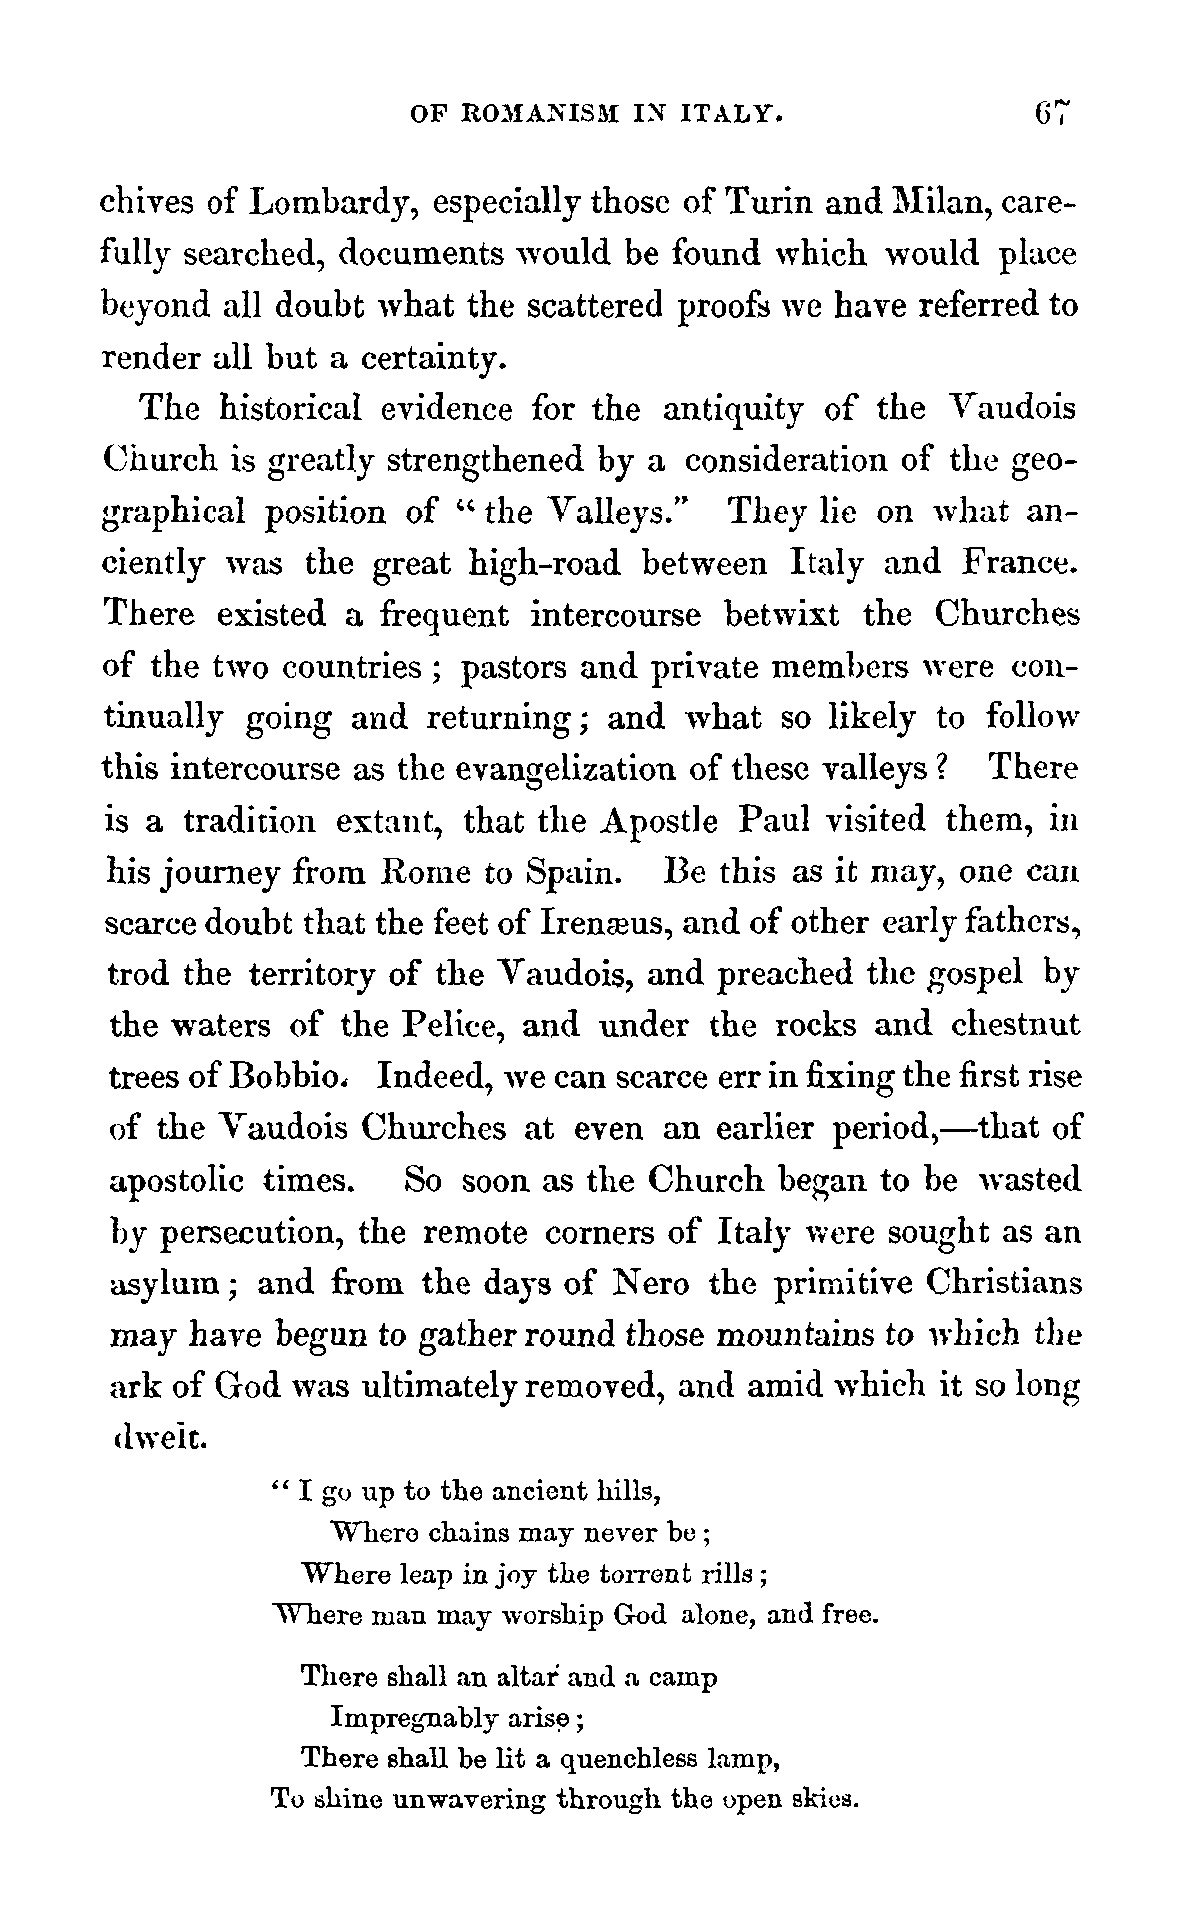 OF ROMANISM IN ITALY. 67
chives of Lombardy, especially those of Turin and Milan, care-
fully searched, documents would be found which would place
beyond all doubt what the scattered proofs we have referred to
render all but a certainty.
The historical evidence for the antiquity of the Vaudois
Church is greatly strengthened by a consideration of the geo-
graphical position of “the Valleys.” They lie on what an-
ciently was the great high-road between Italy and France.
There existed a frequent intercourse betwixt the Churches
of the two countries; pastors and private members were con-
tinually going and returning; and what so likely to follow
this intercourse as the evangelization of these valleys? There
is a tradition extant, that the Apostle Paul visited them, in
his journey from Rome to Spain. Be this as it may, one can
scarce doubt that the feet of Irenæus, and of other early fathers,
trod the territory of the Vaudois, and preached the gospel by
the waters of the Pelice, and under the rocks and chestnut
trees of Bobbio. Indeed, we can scarce err in fixing the first rise
of the Vaudois Churches at even an earlier period,—that of
apostolic times. So soon as the Church began to be wasted
by persecution, the remote corners of Italy were sought as an
asylum; and from the days of Nero the primitive Christians
may have begun to gather round those mountains to which the
ark of God was ultimately removed, and amid which it so long
dwelt.
“I go up to the ancient hills,
Where chains may never be;
Where leap in joy the torrent rills;
Where man may worship God alone, and free.
There shall an altar and a camp
Impregnably arise;
There shall be lit a quenchless lamp,
To shine unwavering through the open skies.